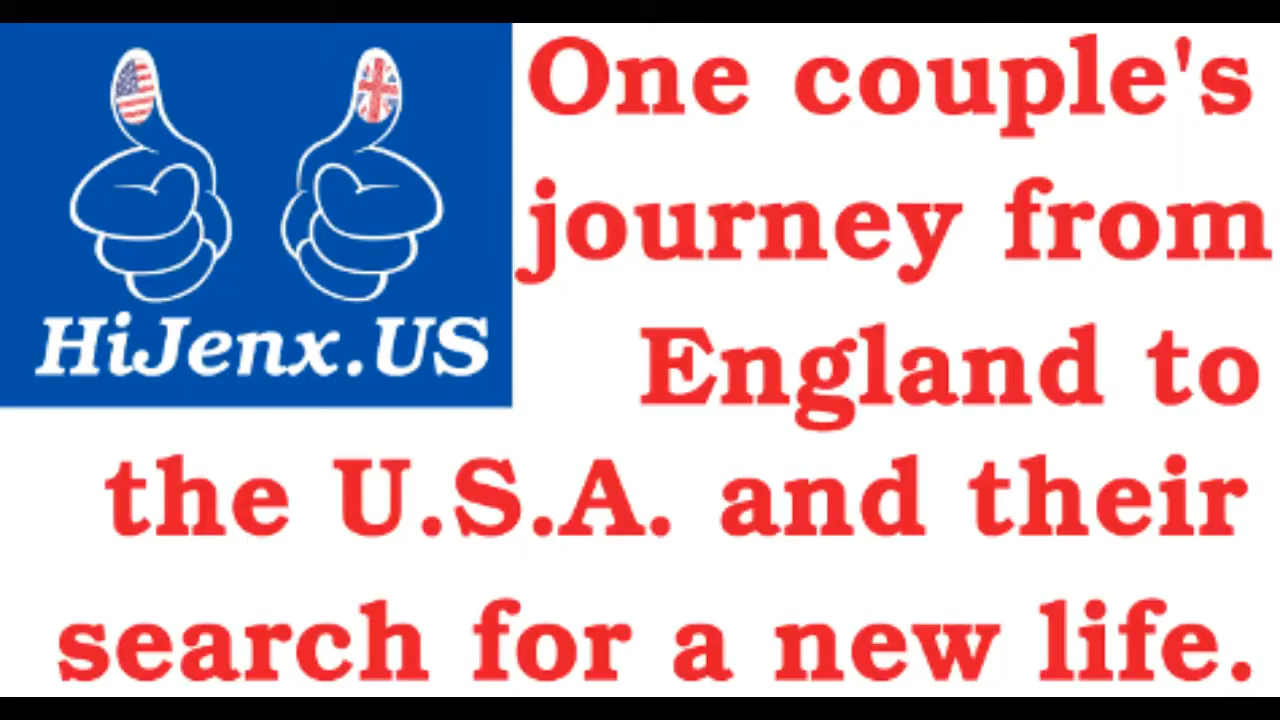 HiJenx.US
One couple's
journey from
England to
the U.S.A. and their
search for a new life.